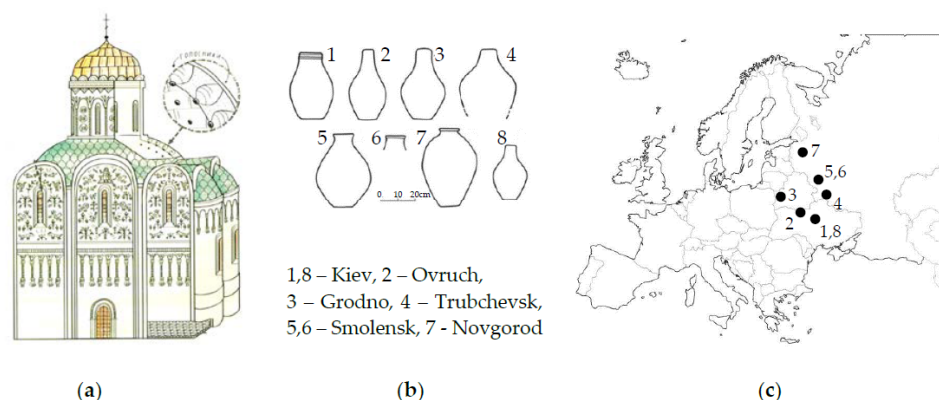 ГОЛОСНИКИ
1 2 3 4
5 6 7 8
0 10 20cm
1,8 – Kiev, 2 – Ovruch,
3 – Grodno, 4 – Trubchevsk,
5,6 – Smolensk, 7 - Novgorod
7
5,6
3
4
2
1,8
(a) (b) (c)